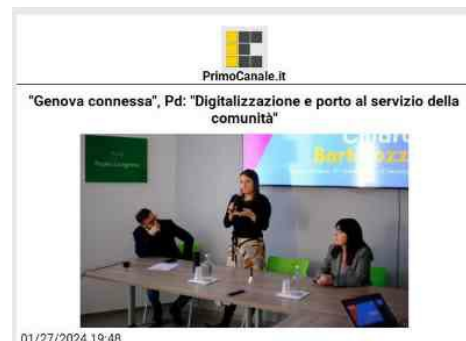 PrimoCanale.it
"Genova connessa", Pd: "Digitalizzazione e porto al servizio della
comunità"
01/27/2024 19:48